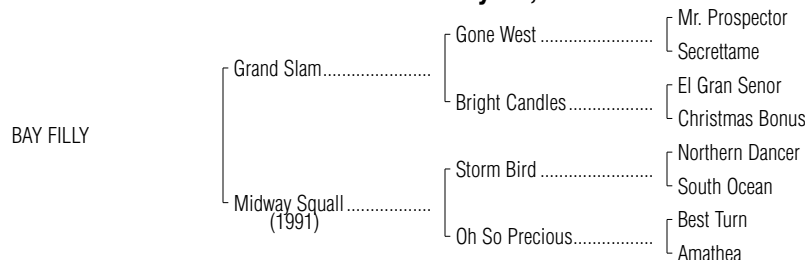 Mr. Prospector
Gone West
Secrettame
Grand Slam
El Gran Senor
Bright Candles
Christmas Bonus
BAY FILLY
Northern Dancer
Storm Bird
South Ocean
Midway Squall
(1991)
Best Turn
Oh So Precious
Amathea